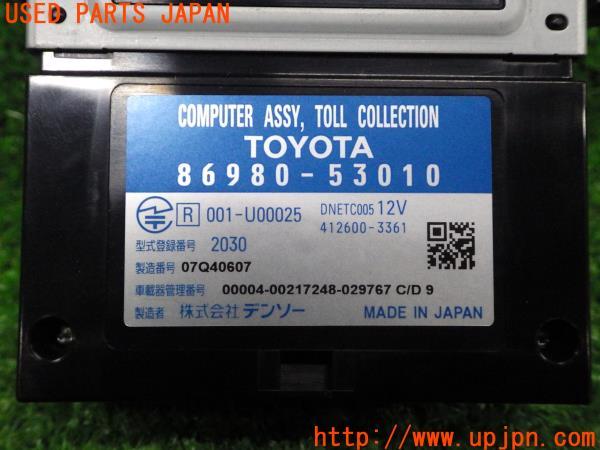 USED PARTS JAPAN
COMPUTER ASSY, TOLL COLLECTION
TOYOTA
86980-53010
R 001-U00025 DNETC005 12V
412600-3361
型式登録番号 2030
製造番号 07Q40607
車載器管理番号 00004-00217248-029767 C/D 9
製造者 株式会社 デンソー MADE IN JAPAN
http://www.upjpn.com